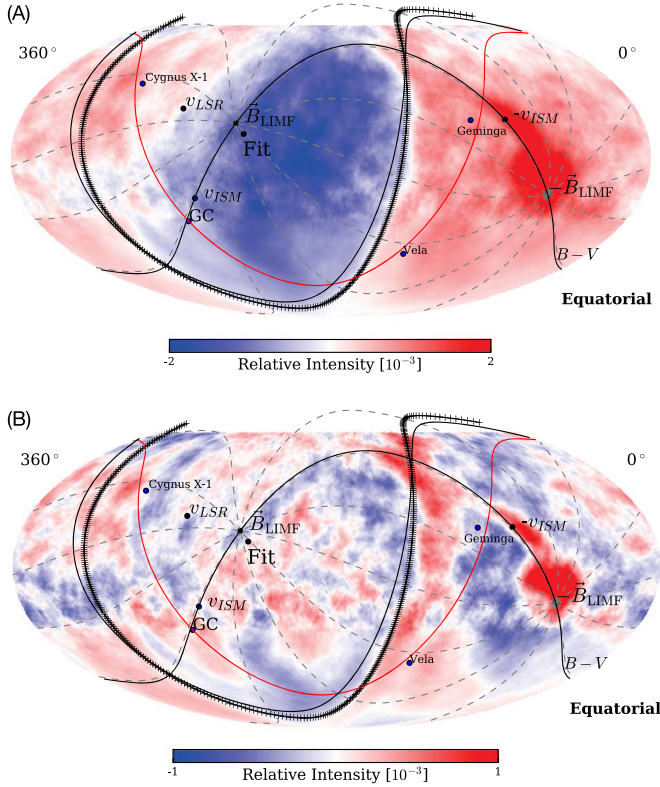 (A)
360°
0°
Cygnus X-1
v_LSR
B⃗_LIMF
Fit
v_ISM
GC
Geminga
-v_ISM
-B⃗_LIMF
Vela
B-V
Equatorial
-2
2
Relative Intensity [10⁻³]
(B)
360°
0°
Cygnus X-1
v_LSR
B⃗_LIMF
Fit
v_ISM
GC
Geminga
-v_ISM
-B⃗_LIMF
Vela
B-V
Equatorial
-1
1
Relative Intensity [10⁻³]